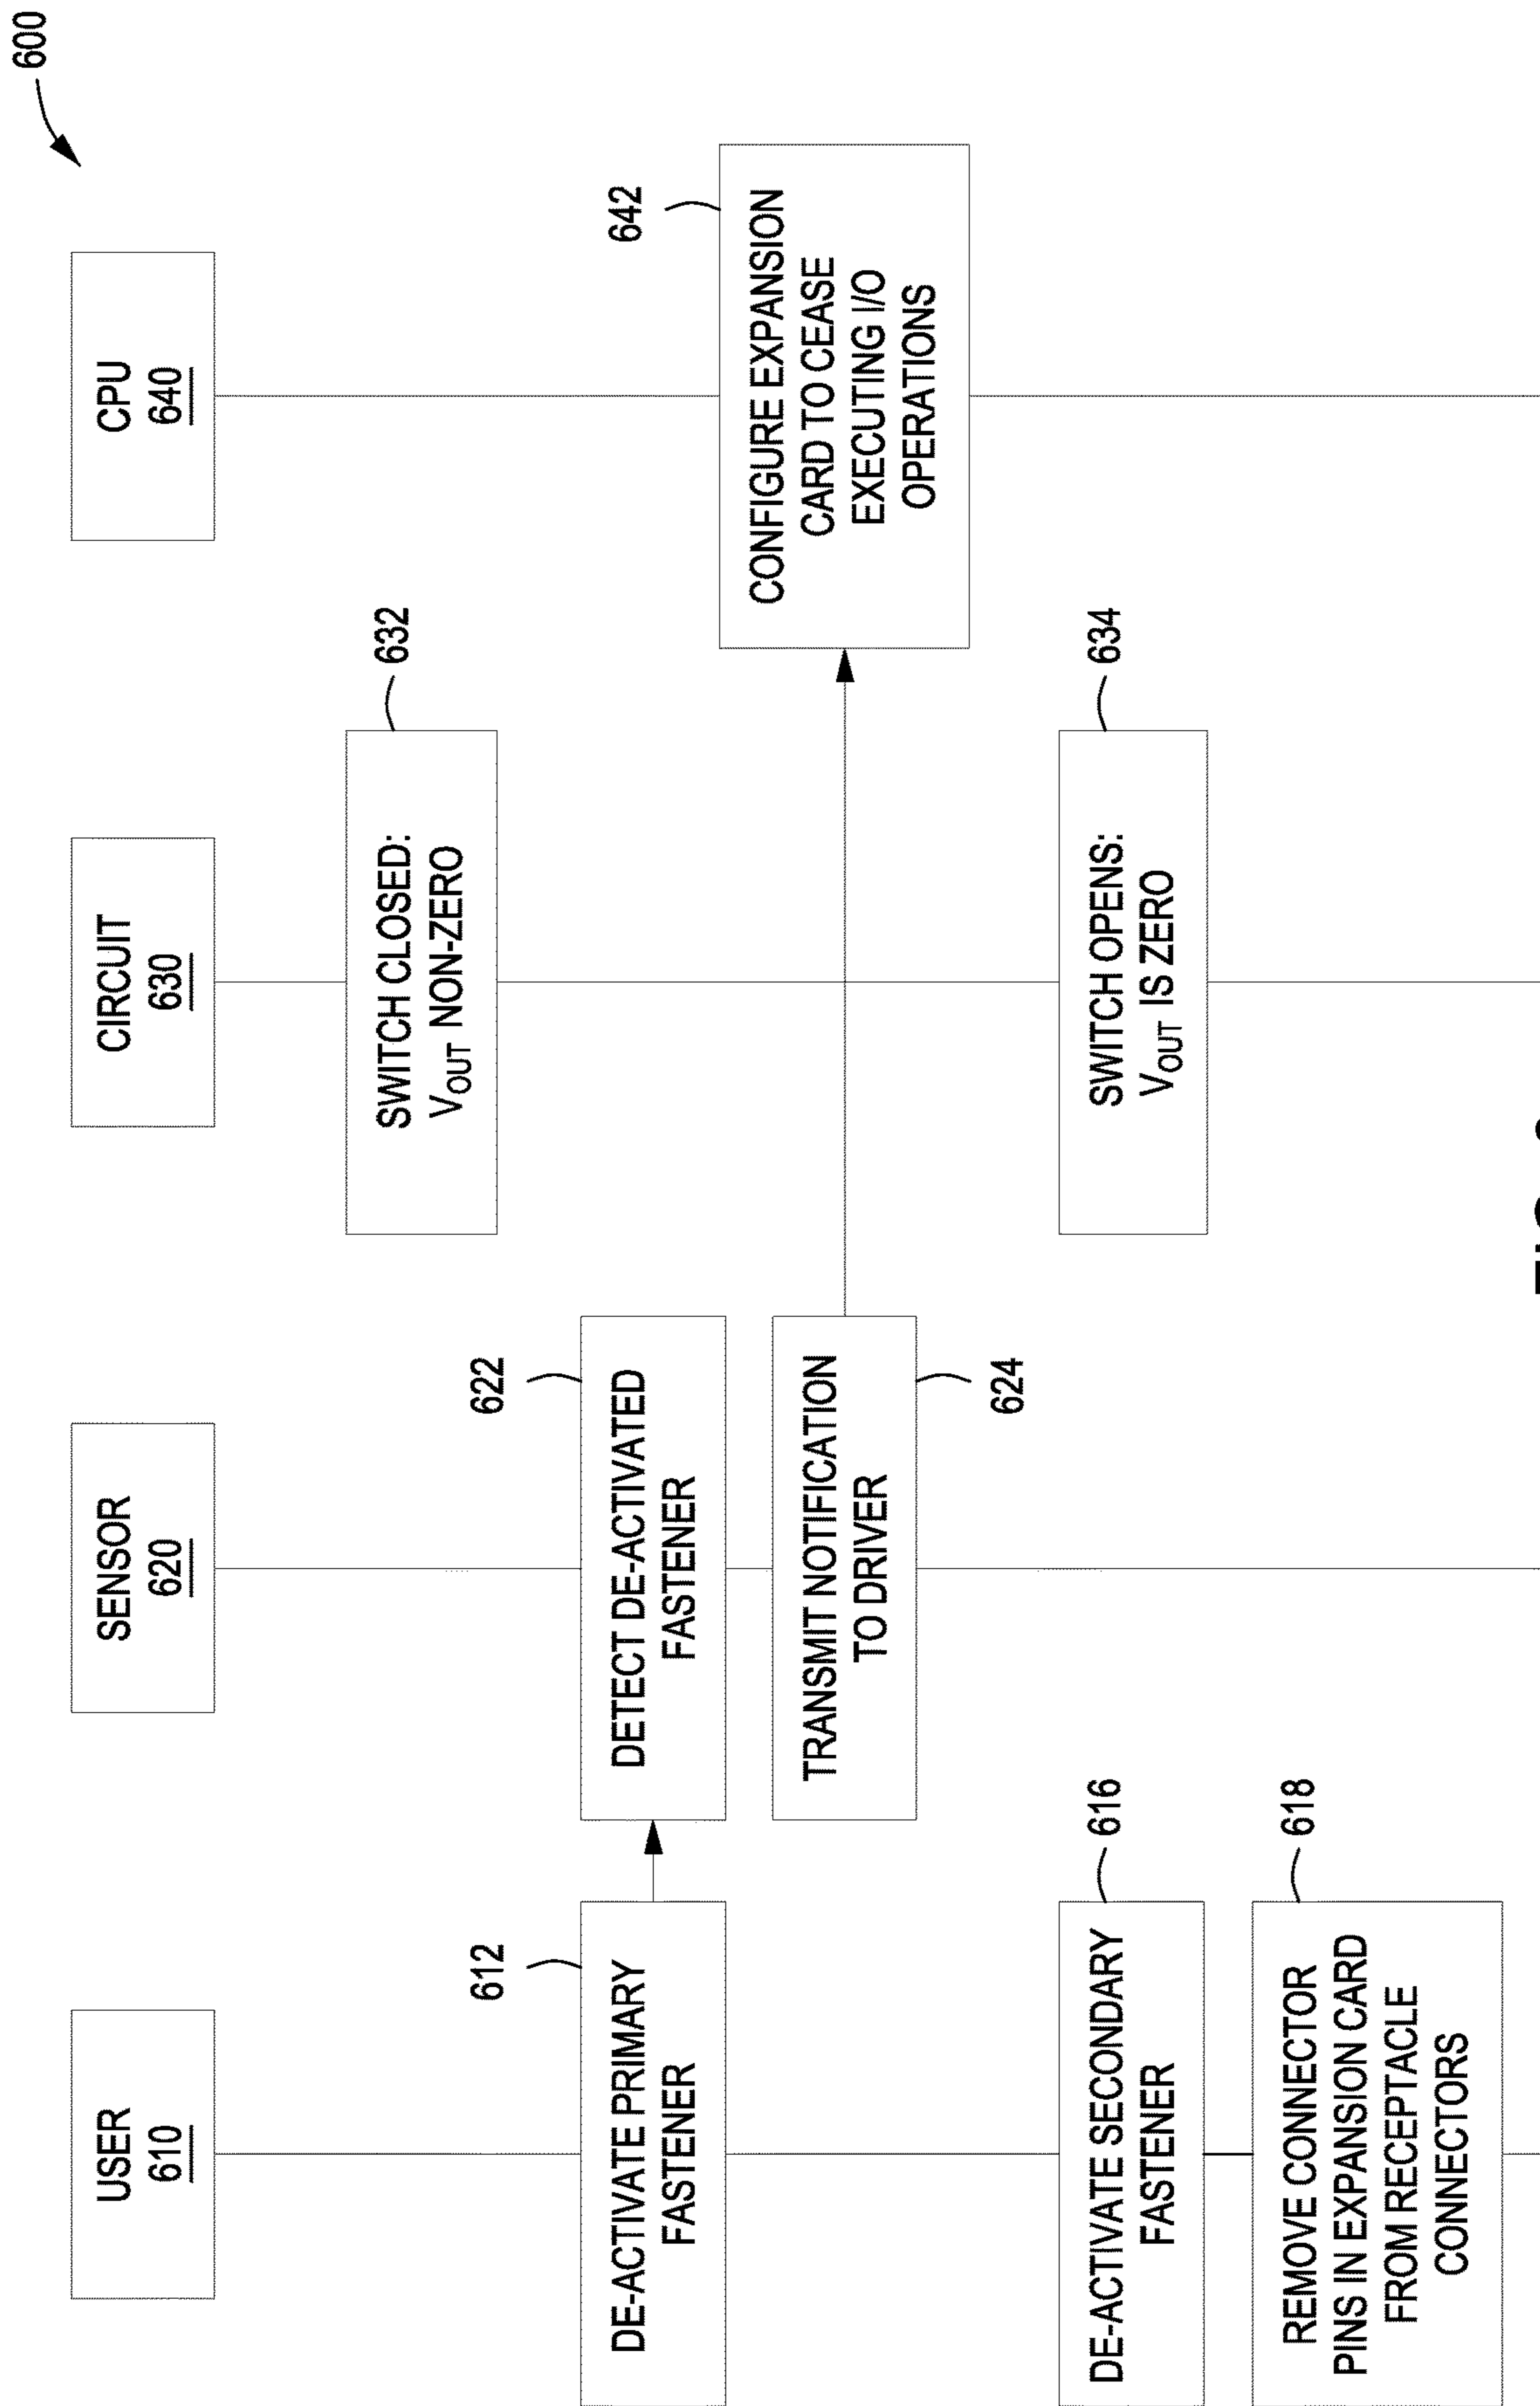 600
USER
610
SENSOR
620
CIRCUIT
630
CPU
640
632
SWITCH CLOSED:
VOUT NON-ZERO
612
DE-ACTIVATE PRIMARY
FASTENER
622
DETECT DE-ACTIVATED
FASTENER
TRANSMIT NOTIFICATION
TO DRIVER
624
642
CONFIGURE EXPANSION
CARD TO CEASE
EXECUTING I/O
OPERATIONS
DE-ACTIVATE SECONDARY
FASTENER
616
SWITCH OPENS:
VOUT IS ZERO
634
REMOVE CONNECTOR
PINS IN EXPANSION CARD
FROM RECEPTACLE
CONNECTORS
618
FIG.